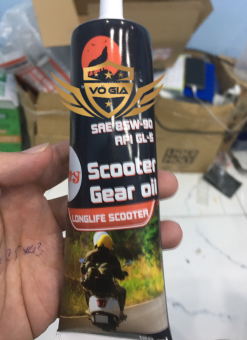 VÕ GIA
SAE 85W-90
API GL-5
Scooter
Gear oil
LONGLIFE SCOOTER